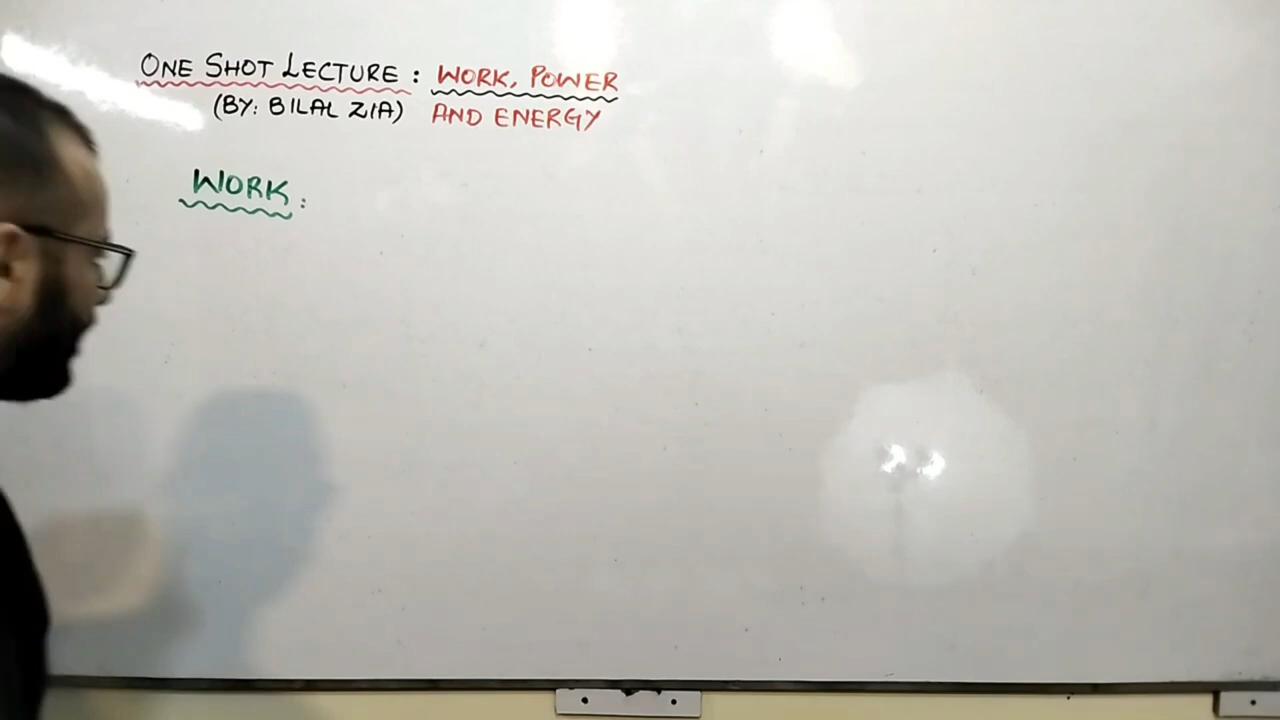 ONE SHOT LECTURE : WORK, POWER
(BY: BILAL ZIA) AND ENERGY
WORK :